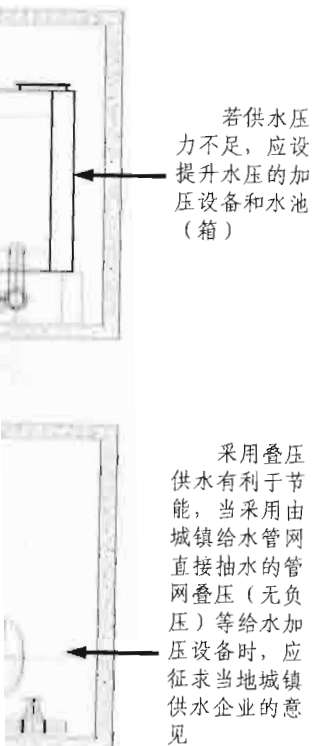 若供水压
力不足，应设
提升水压的加
压设备和水池
（箱）
采用叠压
供水有利于节
能，当采用由
城镇给水管网
直接抽水的管
网叠压（无负
压）等给水加
压设备时，应
征求当地城镇
供水企业的意
见